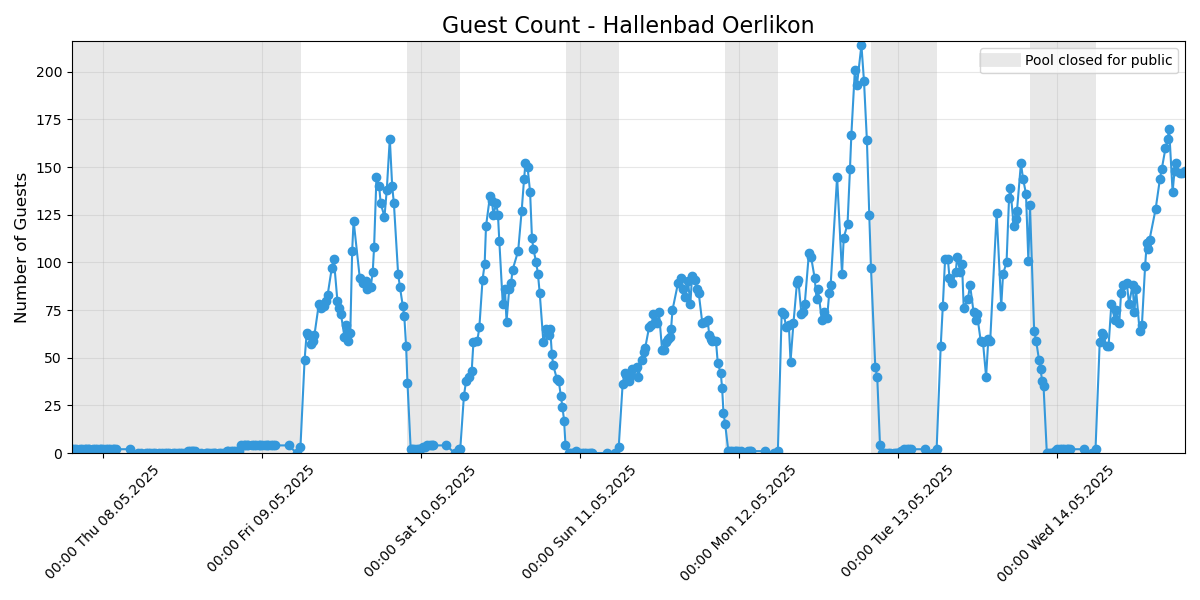 Guest Count - Hallenbad Oerlikon
Pool closed for public
Number of Guests
200
175
150
125
100
75
50
25
0
00:00 Thu 08.05.2025
00:00 Fri 09.05.2025
00:00 Sat 10.05.2025
00:00 Sun 11.05.2025
00:00 Mon 12.05.2025
00:00 Tue 13.05.2025
00:00 Wed 14.05.2025